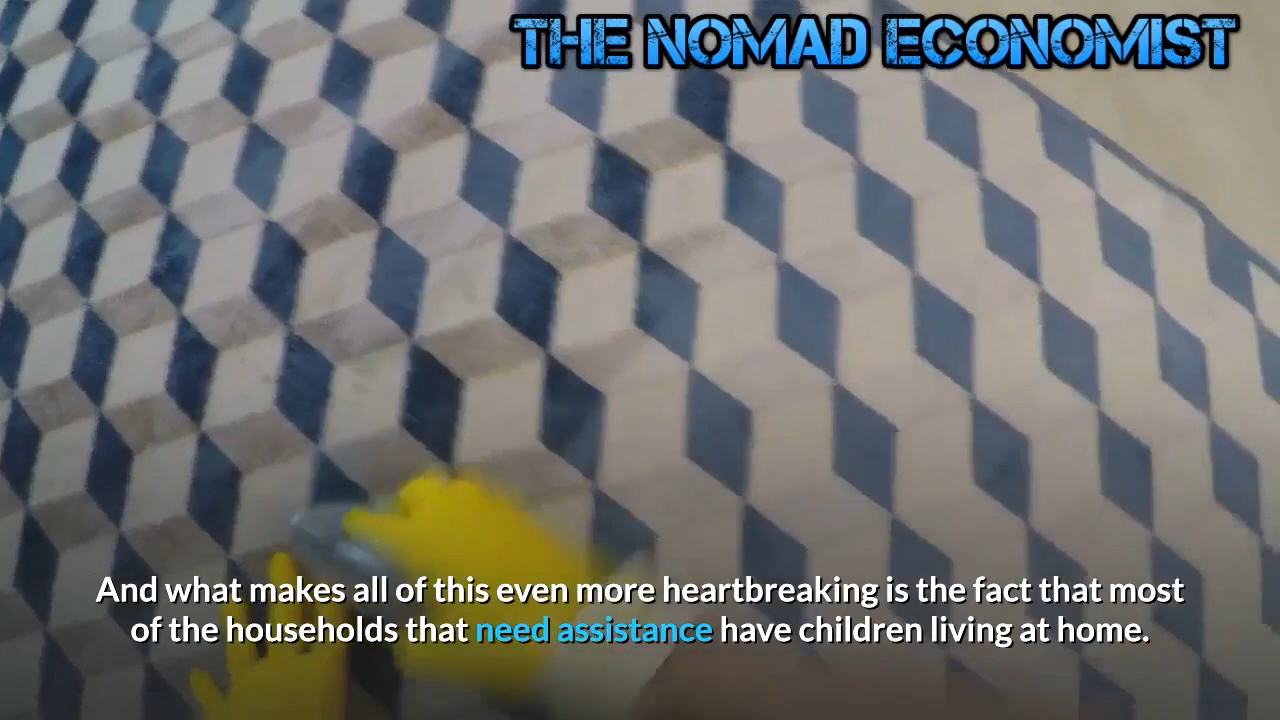 THE NOMAD ECONOMIST
And what makes all of this even more heartbreaking is the fact that most
of the households that need assistance have children living at home.